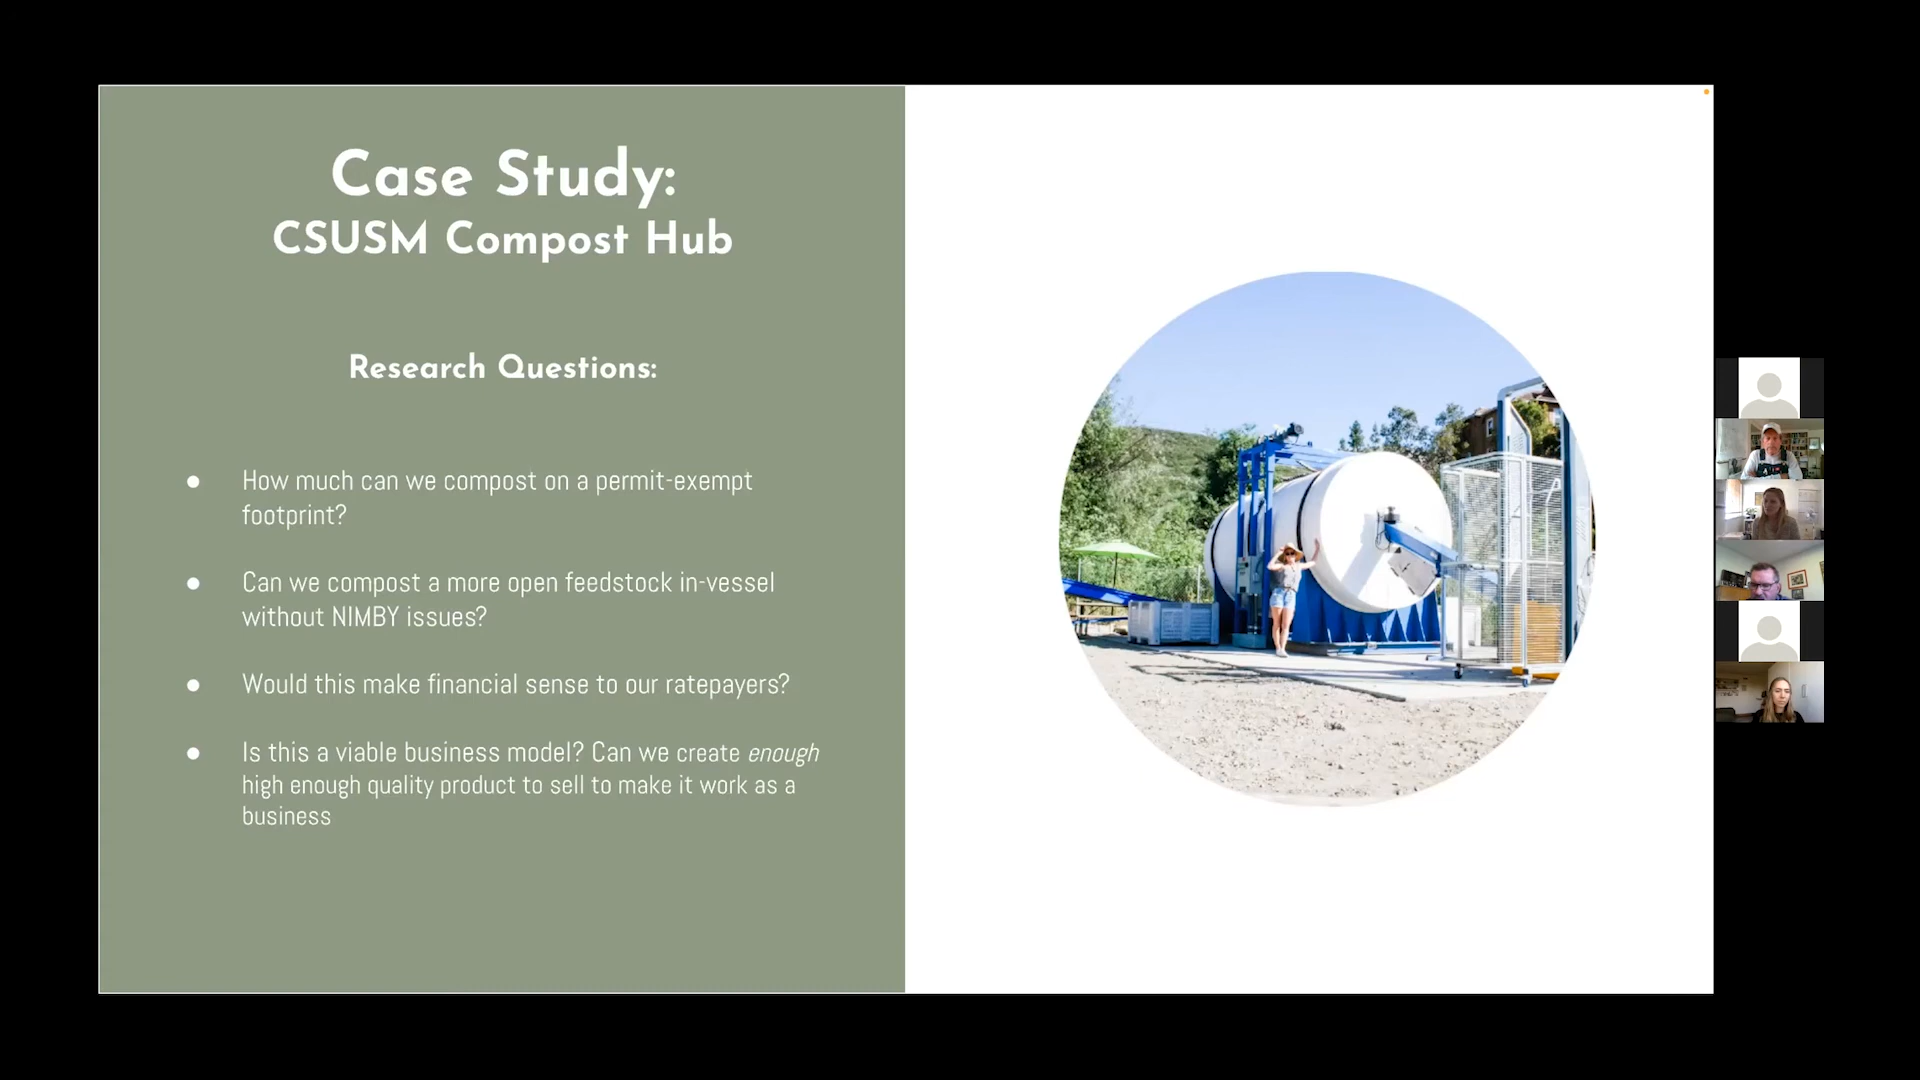 Case Study:
CSUSM Compost Hub
Research Questions:
● How much can we compost on a permit-exempt
footprint?
● Can we compost a more open feedstock in-vessel
without NIMBY issues?
● Would this make financial sense to our ratepayers?
● Is this a viable business model? Can we create enough
high enough quality product to sell to make it work as a
business